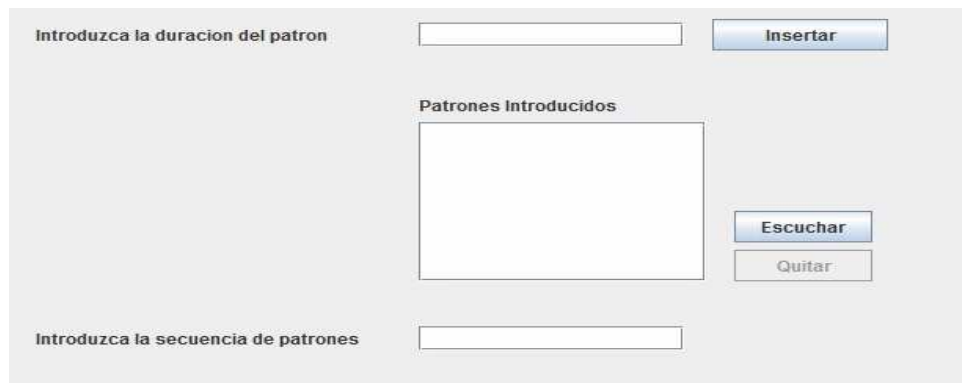 Introduzca la duracion del patron
Insertar
Patrones Introducidos
Escuchar
Quitar
Introduzca la secuencia de patrones